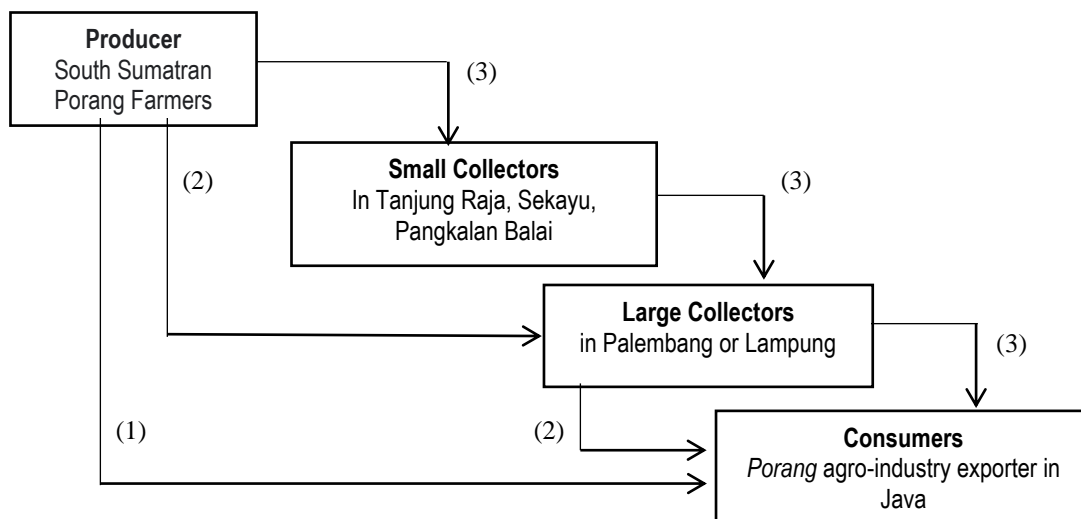 Producer
South Sumatran
Porang Farmers
(3)
Small Collectors
In Tanjung Raja, Sekayu,
Pangkalan Balai
(2)
(3)
Large Collectors
in Palembang or Lampung
(3)
(1)
(2)
Consumers
Porang agro-industry exporter in
Java